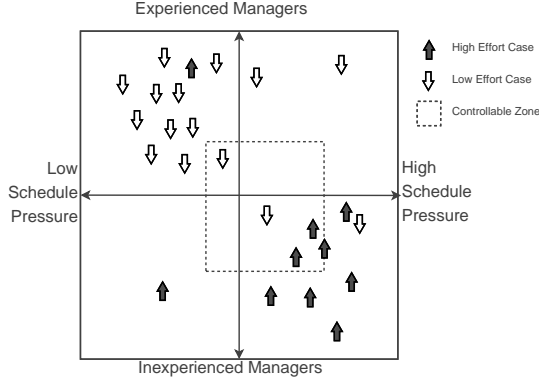 Experienced Managers
High Effort Case
Low Effort Case
Controllable Zone
Low
Schedule
Pressure
High
Schedule
Pressure
Inexperienced Managers